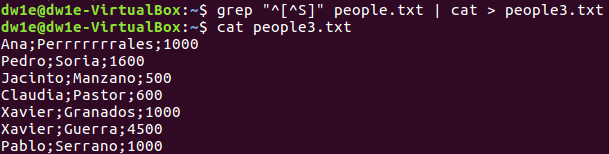 dw1e@dw1e-VirtualBox:~$ grep "^[^S]" people.txt | cat > people3.txt
dw1e@dw1e-VirtualBox:~$ cat people3.txt
Ana;Perrrrrrrales;1000
Pedro;Soria;1600
Jacinto;Manzano;500
Claudia;Pastor;600
Xavier;Granados;1000
Xavier;Guerra;4500
Pablo;Serrano;1000